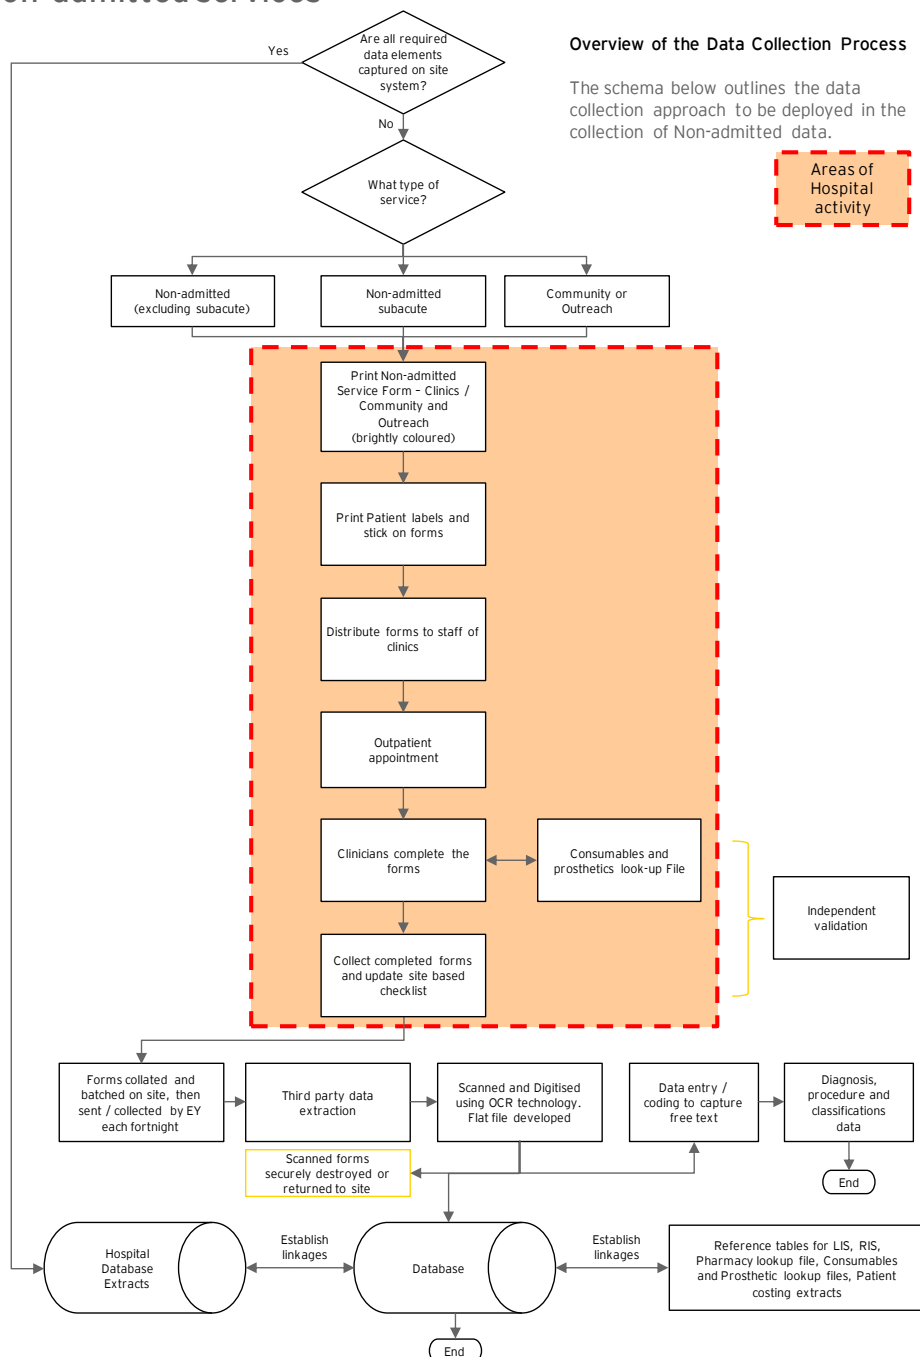 on-admitted Services
Are all required
data elements
captured on site
system?
Yes
Overview of the Data Collection Process
The schema below outlines the data
collection approach to be deployed in the
collection of Non-admitted data.
No
Areas of
Hospital
activity
What type of
service?
Non-admitted
(excluding subacute)
Non-admitted
subacute
Community or
Outreach
Print Non-admitted
Service Form – Clinics /
Community and
Outreach
(brightly coloured)
Print Patient labels and
stick on forms
Distribute forms to staff of
clinics
Outpatient
appointment
Clinicians complete the
forms
Consumables and
prosthetics look-up File
Independent
validation
Collect completed forms
and update site based
checklist
Forms collated and
batched on site, then
sent / collected by EY
each fortnight
Third party data
extraction
Scanned and Digitised
using OCR technology.
Flat file developed
Data entry /
coding to capture
free text
Diagnosis,
procedure and
classifications
data
Scanned forms
securely destroyed or
returned to site
End
Hospital
Database
Extracts
Establish
linkages
Database
Establish
linkages
Reference tables for LIS, RIS,
Pharmacy lookup file, Consumables
and Prosthetic lookup files, Patient
costing extracts
End